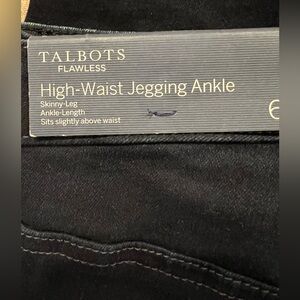 TALBOTS
FLAWLESS
High-Waist Jegging Ankle
Skinny-Leg
Ankle-Length
Sits slightly above waist
6